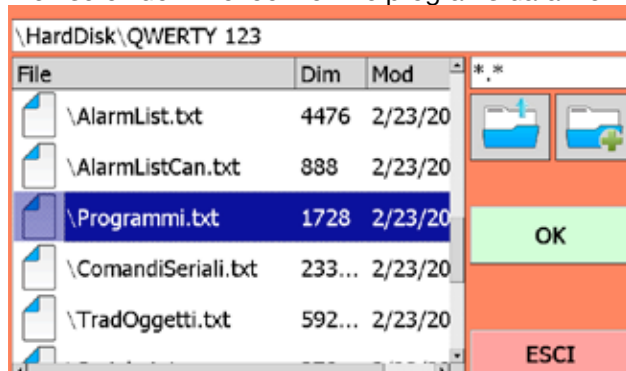 \HardDisk\QWERTY 123
File Dim Mod *.*
\AlarmList.txt 4476 2/23/20
\AlarmListCan.txt 888 2/23/20
\Programmi.txt 1728 2/23/20
OK
\ComandiSeriali.txt 233... 2/23/20
\TradOggetti.txt 592... 2/23/20
ESCI